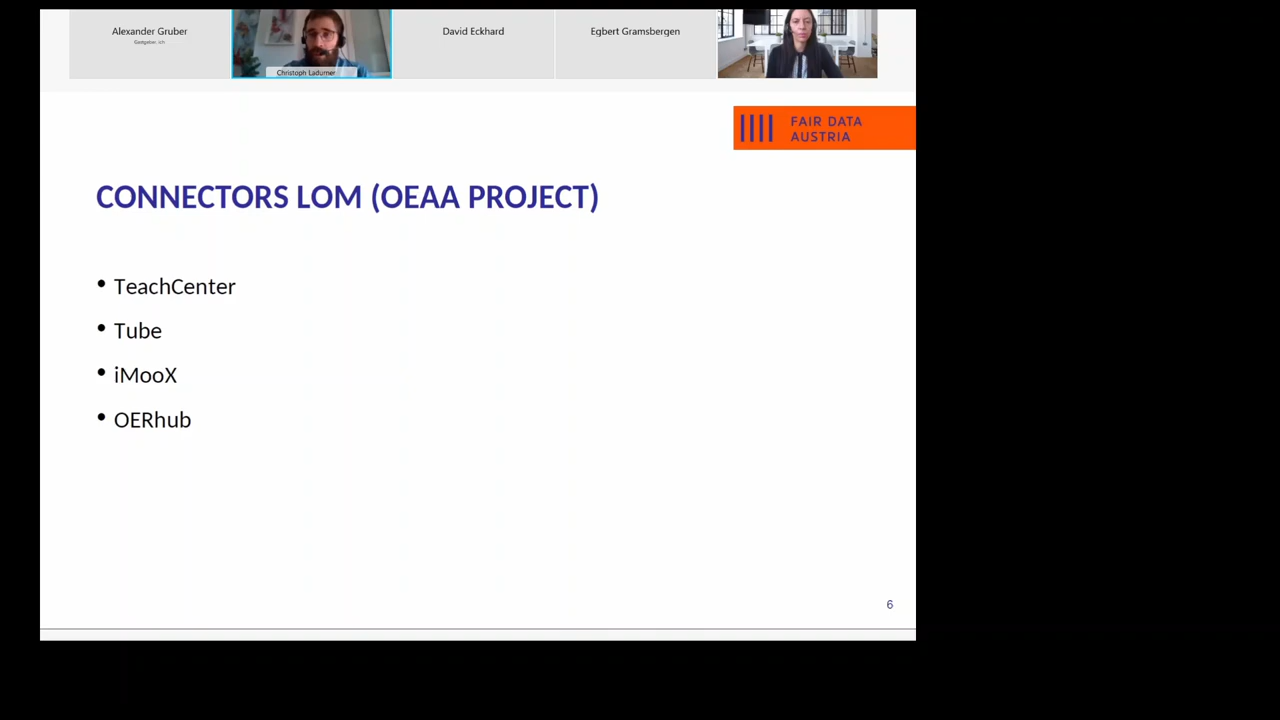 Alexander Gruber
David Eckhard
Egbert Gramsbergen
Christoph Ladurner
FAIR DATA
AUSTRIA
CONNECTORS LOM (OEAA PROJECT)
• TeachCenter
• Tube
• iMooX
• OERhub
6